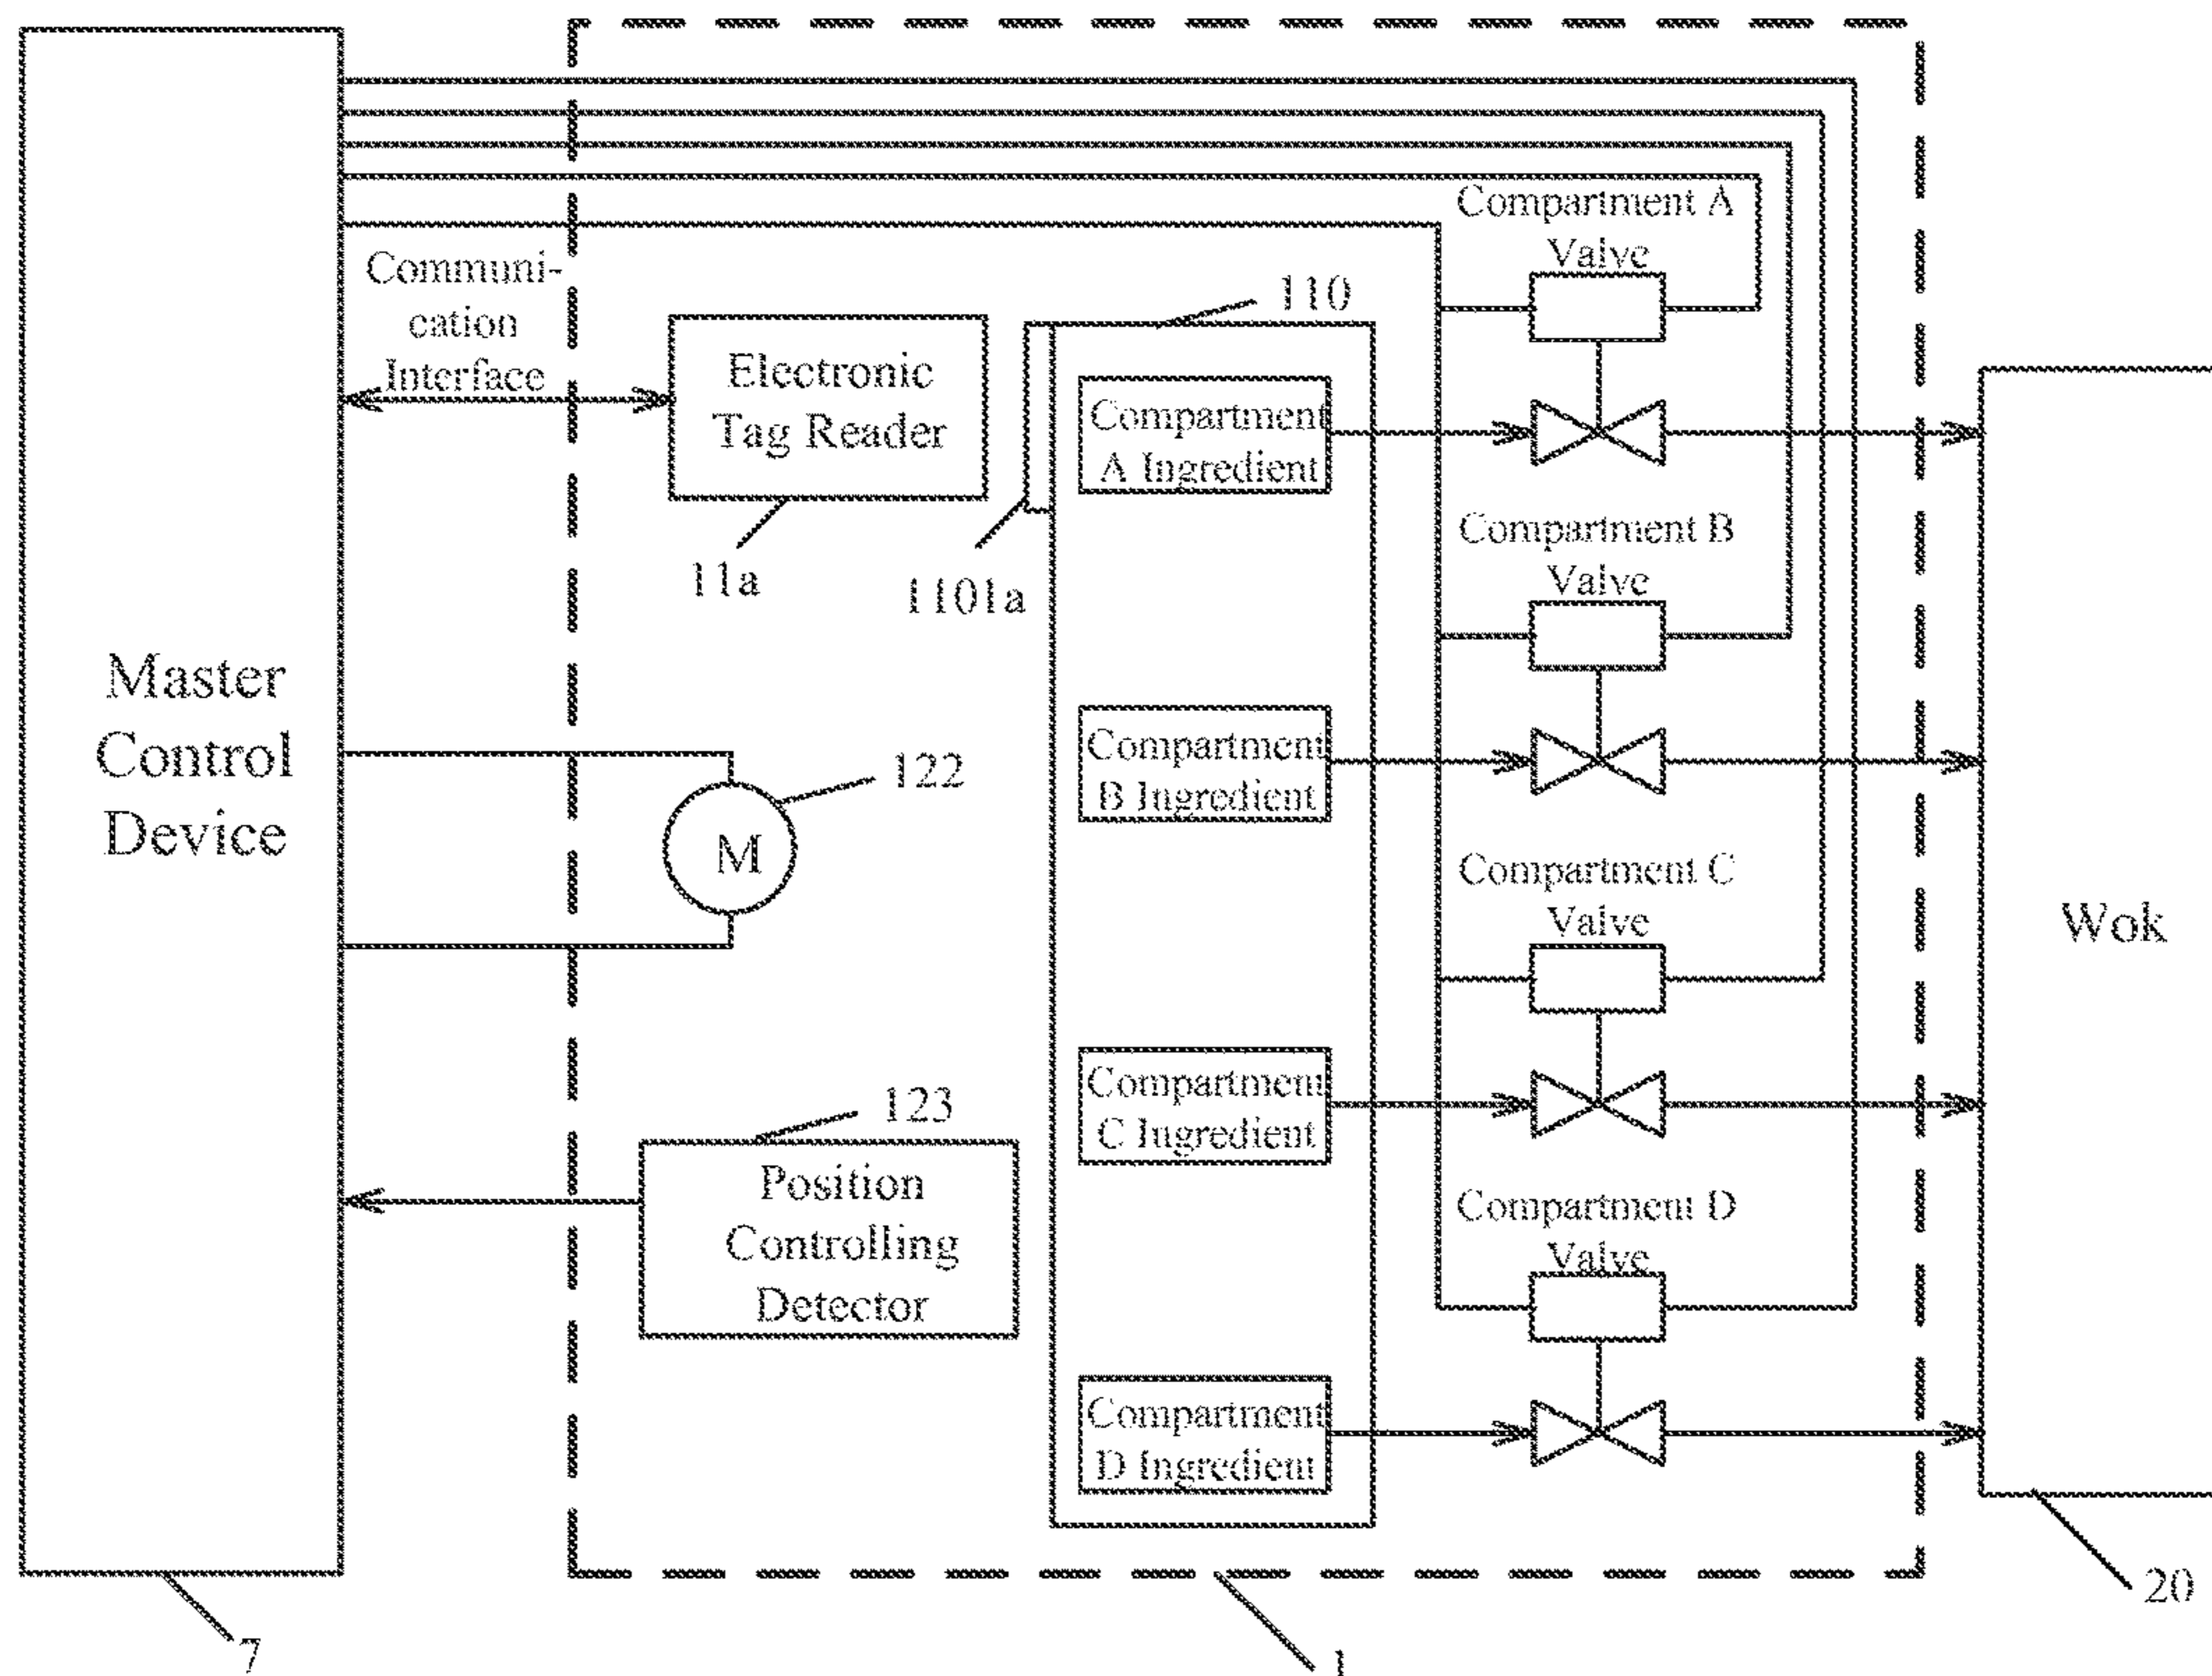 Compartment A
Valve
Communi-
cation
Interface
110
Electronic
Tag Reader
Compartment
A Ingredient
11a
1101a
Compartment B
Valve
Master
Control
Device
122
M
Compartment
B Ingredient
Compartment C
Valve
Wok
123
Position
Controlling
Detector
Compartment
C Ingredient
Compartment D
Valve
Compartment
D Ingredient
7
1
20